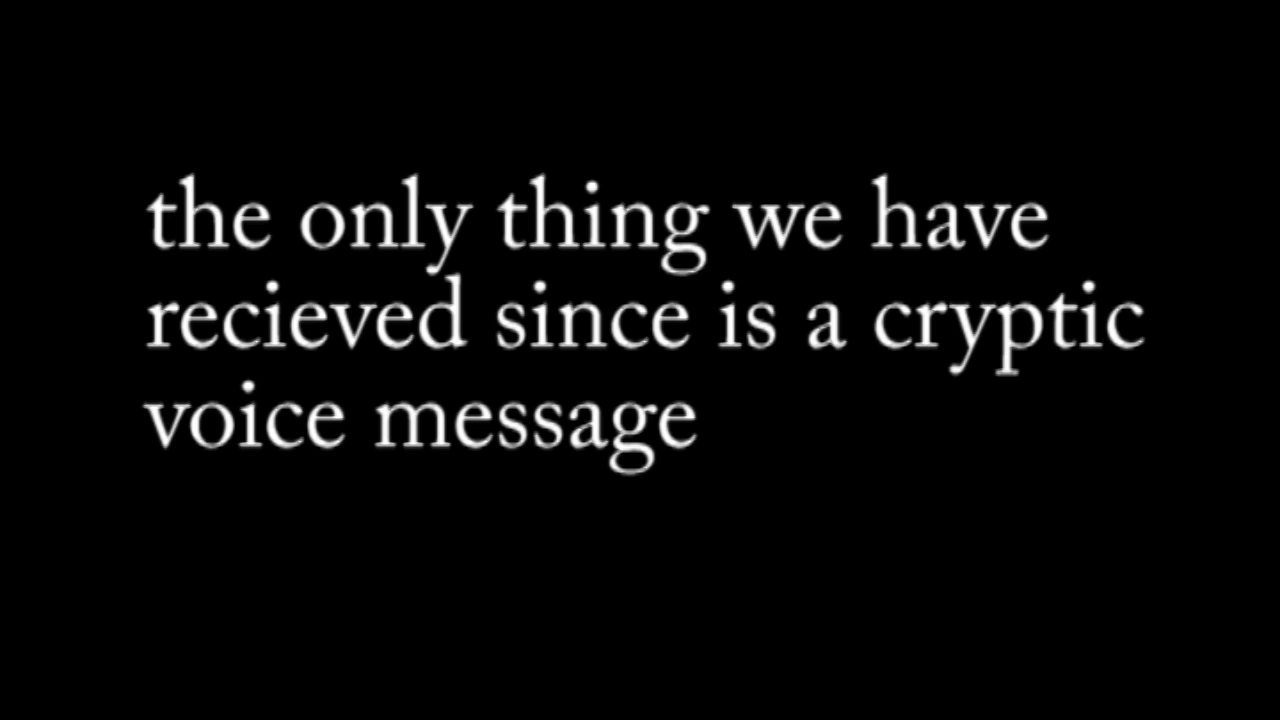 the only thing we have
recieved since is a cryptic
voice message